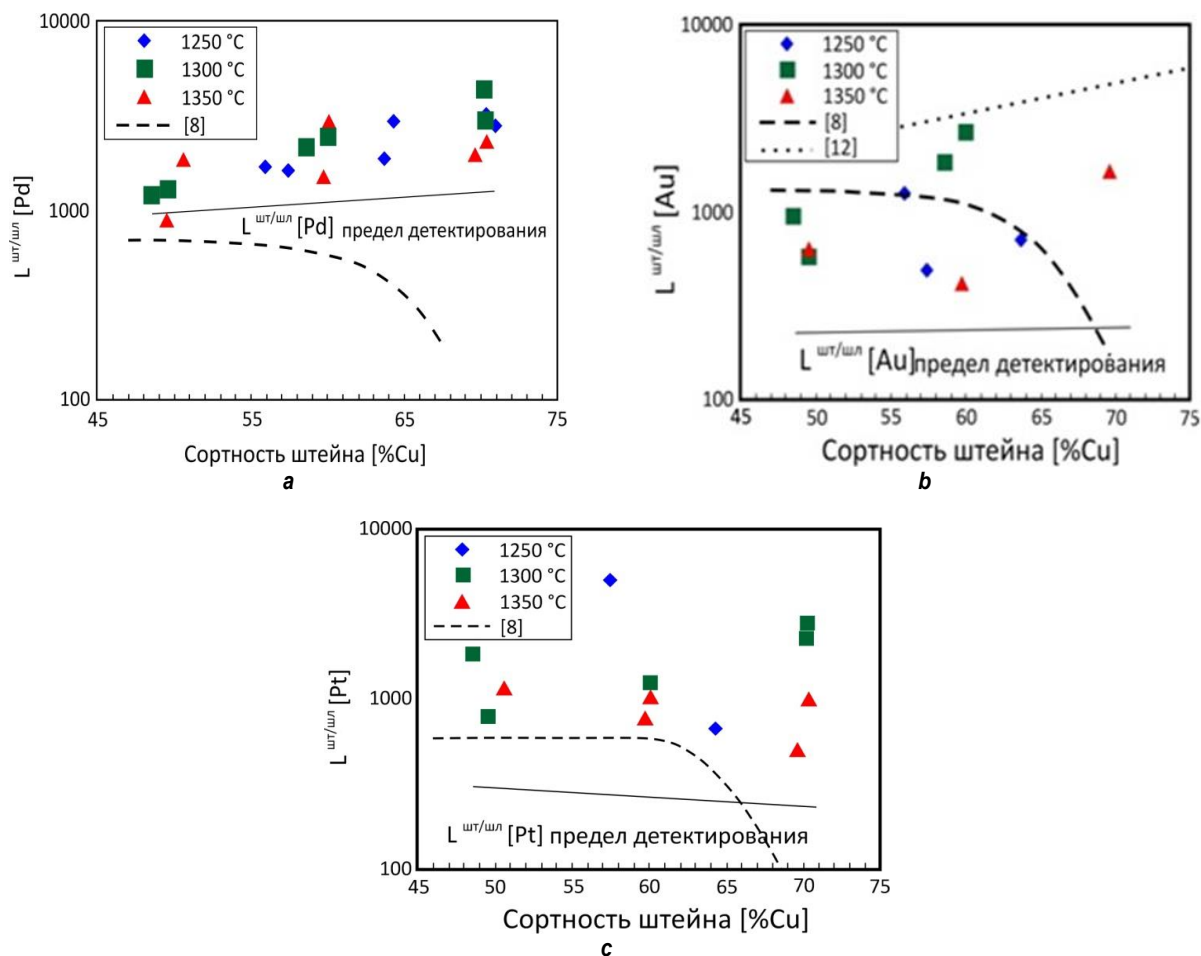 10000
1250 °C
1300 °C
1350 °C
[8]
1000
L шт/шл [Pd] предел детектирования
L шт/шл [Pd]
100
45 55 65 75
Сортность штейна [%Cu]
a
10000
1250 °C
1300 °C
1350 °C
[8]
[12]
1000
L шт/шл [Au]
L шт/шл [Au] предел детектирования
100
45 50 55 60 65 70 75
Сортность штейна [%Cu]
b
10000
1250 °C
1300 °C
1350 °C
[8]
1000
L шт/шл [Pt]
L шт/шл [Pt] предел детектирования
100
45 50 55 60 65 70 75
Сортность штейна [%Cu]
c